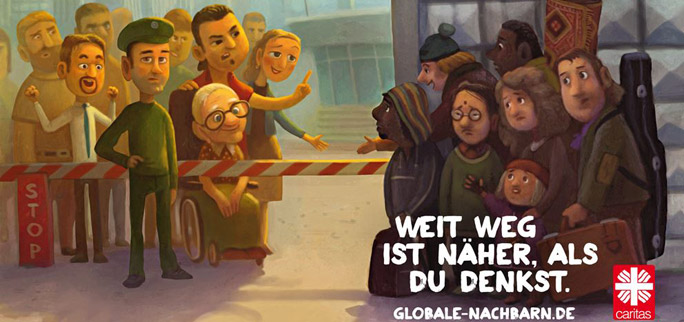 STOP
WEIT WEG
IST NÄHER, ALS
DU DENKST.
GLOBALE-NACHBARN.DE
caritas